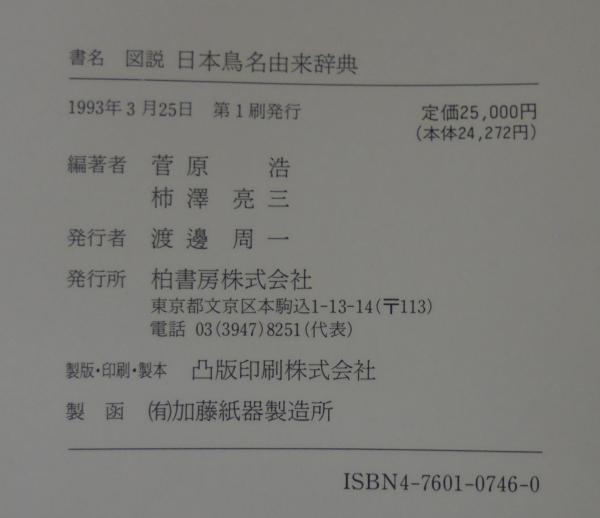 書名 図説 日本鳥名由来辞典
1993年3月25日 第1刷発行 定価25,000円
(本体24,272円)
編著者 菅原 浩
柿澤 亮三
発行者 渡邊 周一
発行所 柏書房株式会社
東京都文京区本駒込1-13-14(〒113)
電話 03(3947)8251(代表)
製版・印刷・製本 凸版印刷株式会社
製 函 ㈲加藤紙器製造所
ISBN4-7601-0746-0